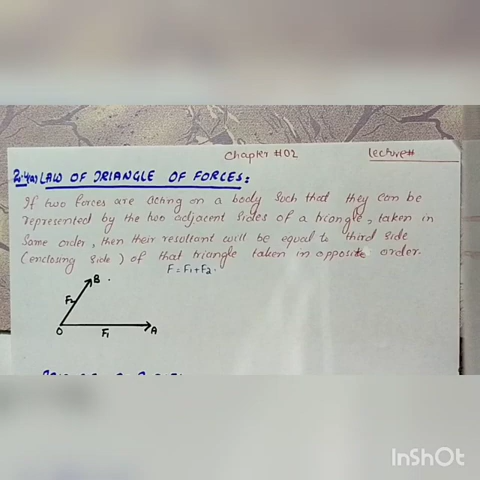 Chapter #02 Lecture#
LAW OF TRIANGLE OF FORCES:
If two forces are acting on a body such that they can be
represented by the two adjacent sides of a triangle, taken in
same order, then their resultant will be equal to third side
(enclosing side) of that triangle taken in opposite order.
F = F1 + F2.
B.
F2
O F1 A
InShOt